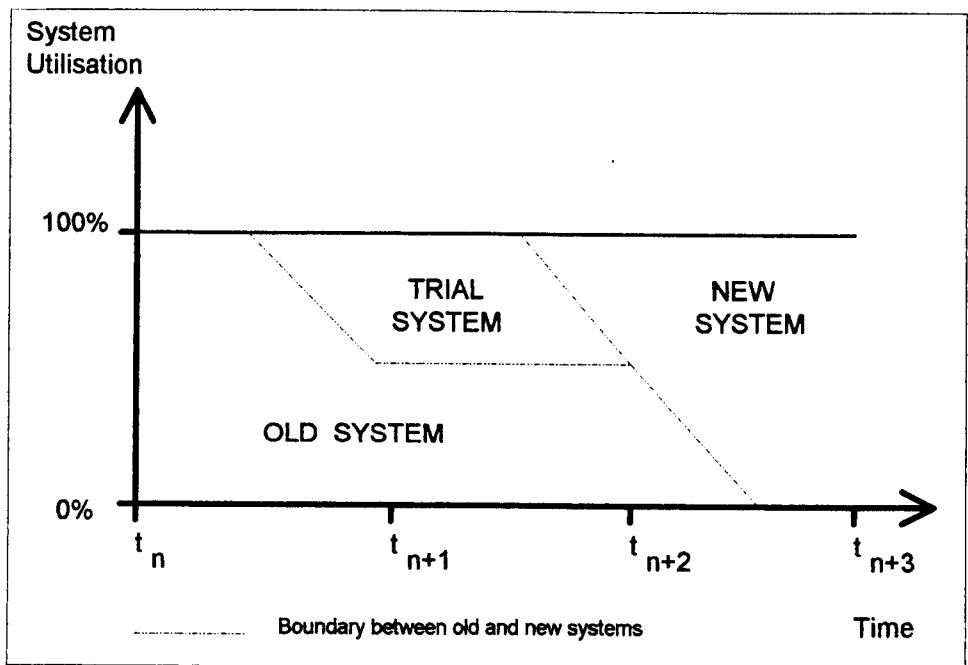 System
Utilisation
100%
TRIAL
SYSTEM
NEW
SYSTEM
OLD SYSTEM
0%
t n
t n+1
t n+2
t n+3
Boundary between old and new systems
Time